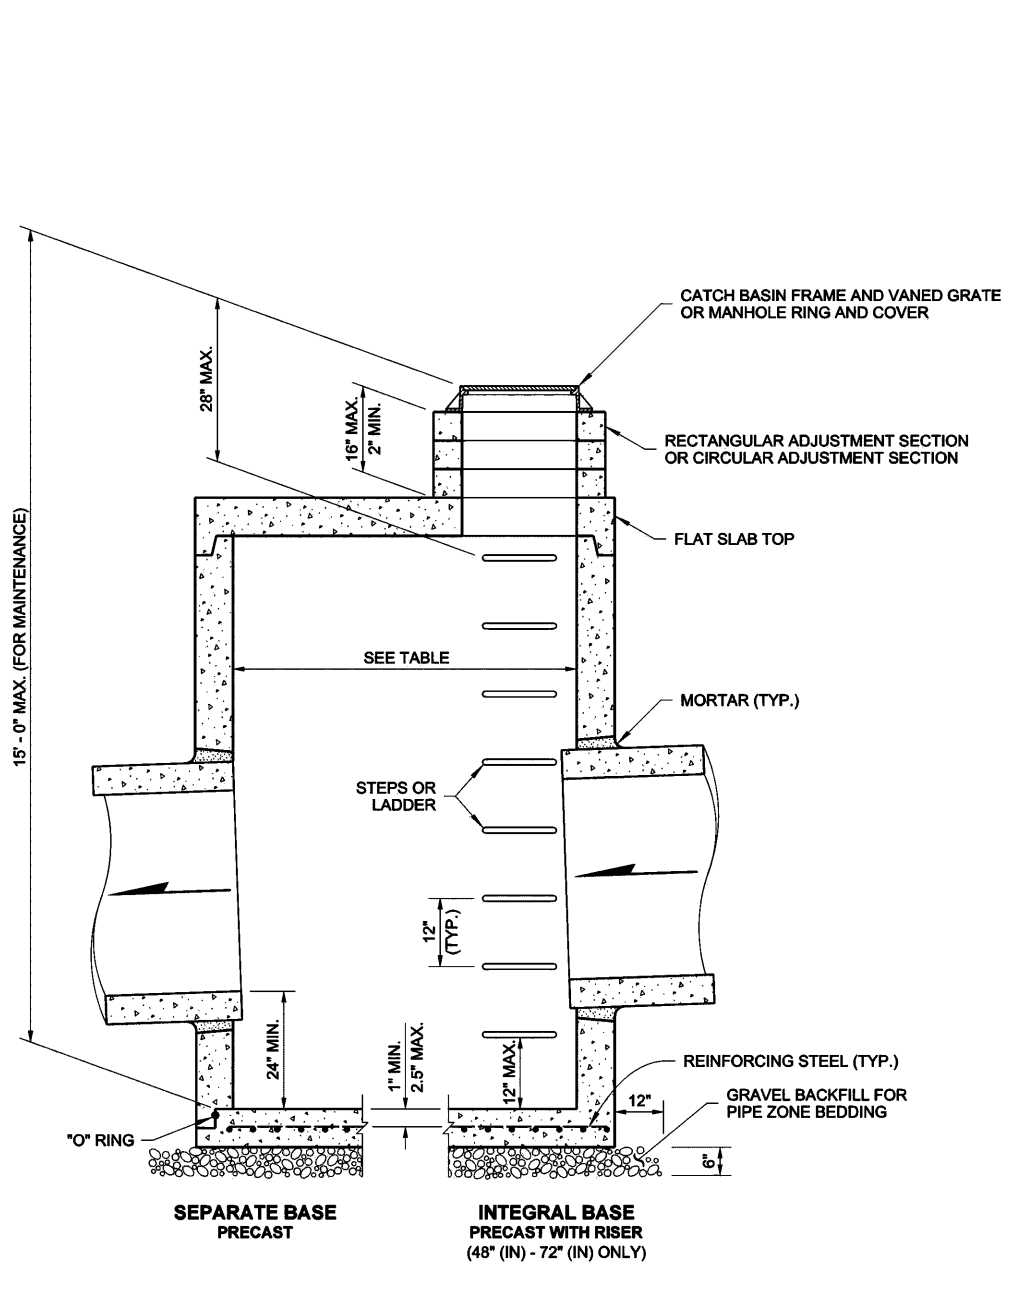 CATCH BASIN FRAME AND VANED GRATE
OR MANHOLE RING AND COVER
28" MAX.
16" MAX.
2" MIN.
RECTANGULAR ADJUSTMENT SECTION
OR CIRCULAR ADJUSTMENT SECTION
FLAT SLAB TOP
15' - 0" MAX. (FOR MAINTENANCE)
SEE TABLE
MORTAR (TYP.)
STEPS OR
LADDER
12"
(TYP.)
24" MIN.
1" MIN.
2.5" MAX.
12" MAX.
REINFORCING STEEL (TYP.)
12"
GRAVEL BACKFILL FOR
PIPE ZONE BEDDING
"O" RING
6"
SEPARATE BASE
PRECAST
INTEGRAL BASE
PRECAST WITH RISER
(48" (IN) - 72" (IN) ONLY)